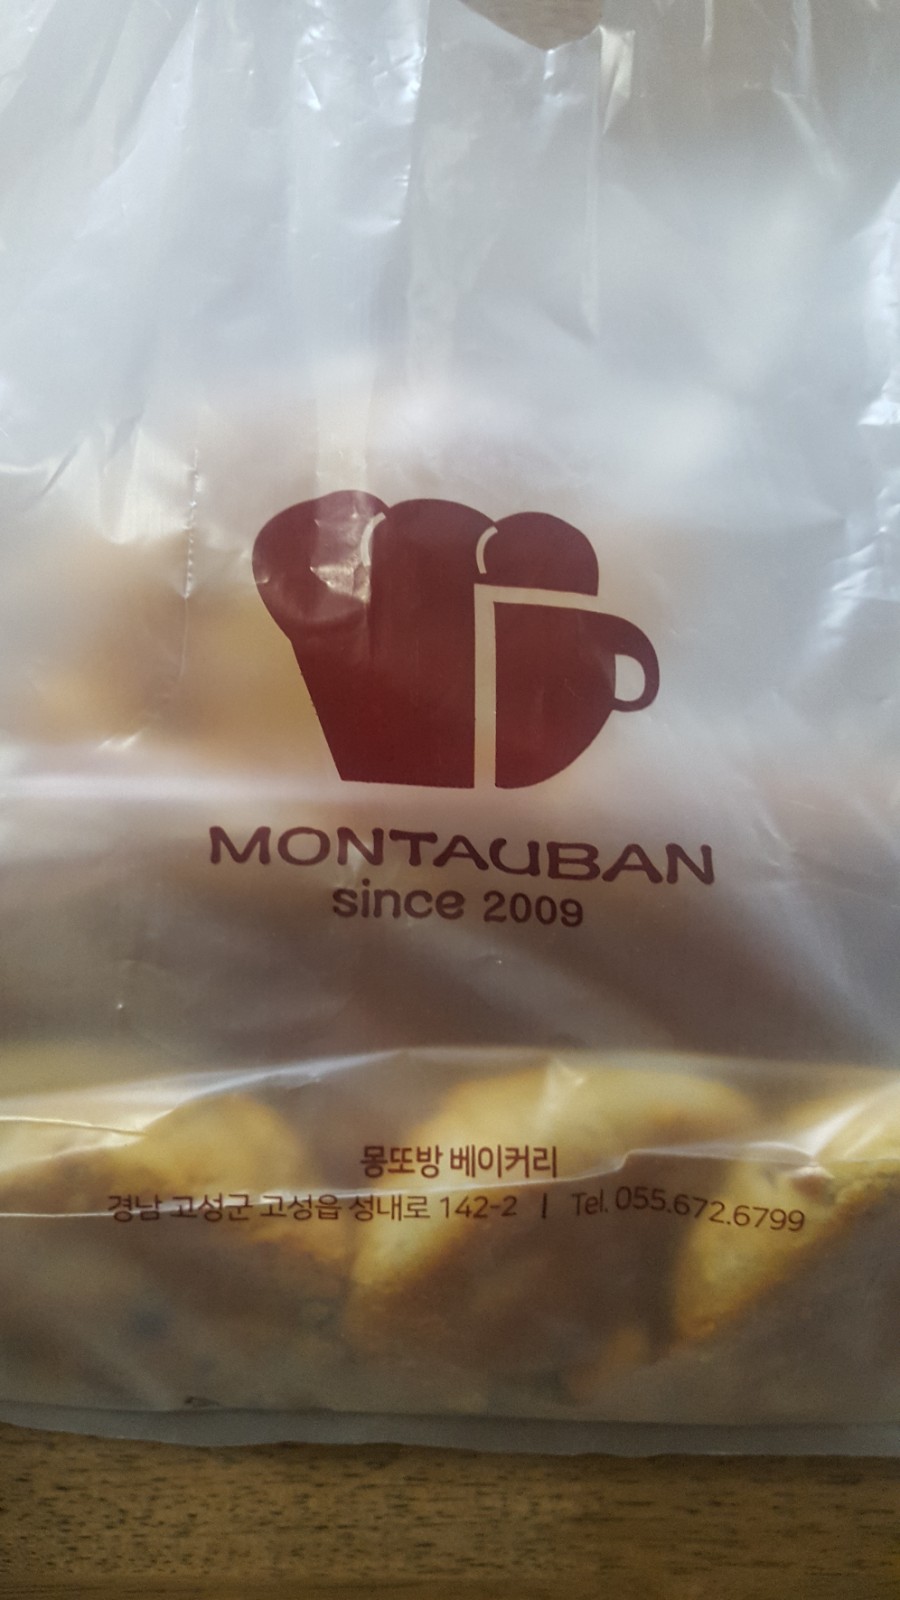 MONTAUBAN
since 2009
몽또방 베이커리
경남 고성군 고성읍 성내로 142-2 | Tel. 055.672.6799